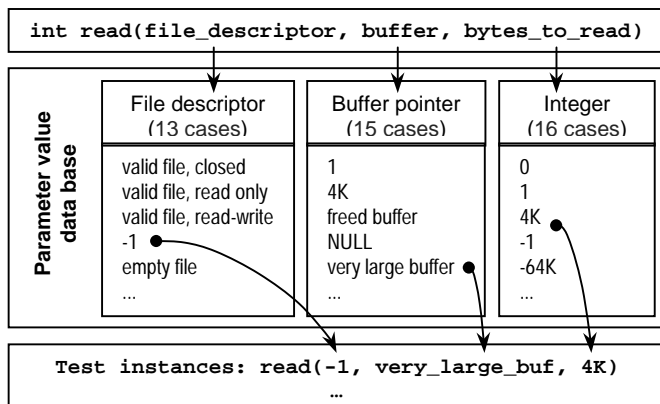 int read(file_descriptor, buffer, bytes_to_read)
Parameter value
data base
File descriptor
(13 cases)
valid file, closed
valid file, read only
valid file, read-write
-1
empty file
...
Buffer pointer
(15 cases)
1
4K
freed buffer
NULL
very large buffer
...
Integer
(16 cases)
0
1
4K
-1
-64K
...
Test instances: read(-1, very_large_buf, 4K)
...